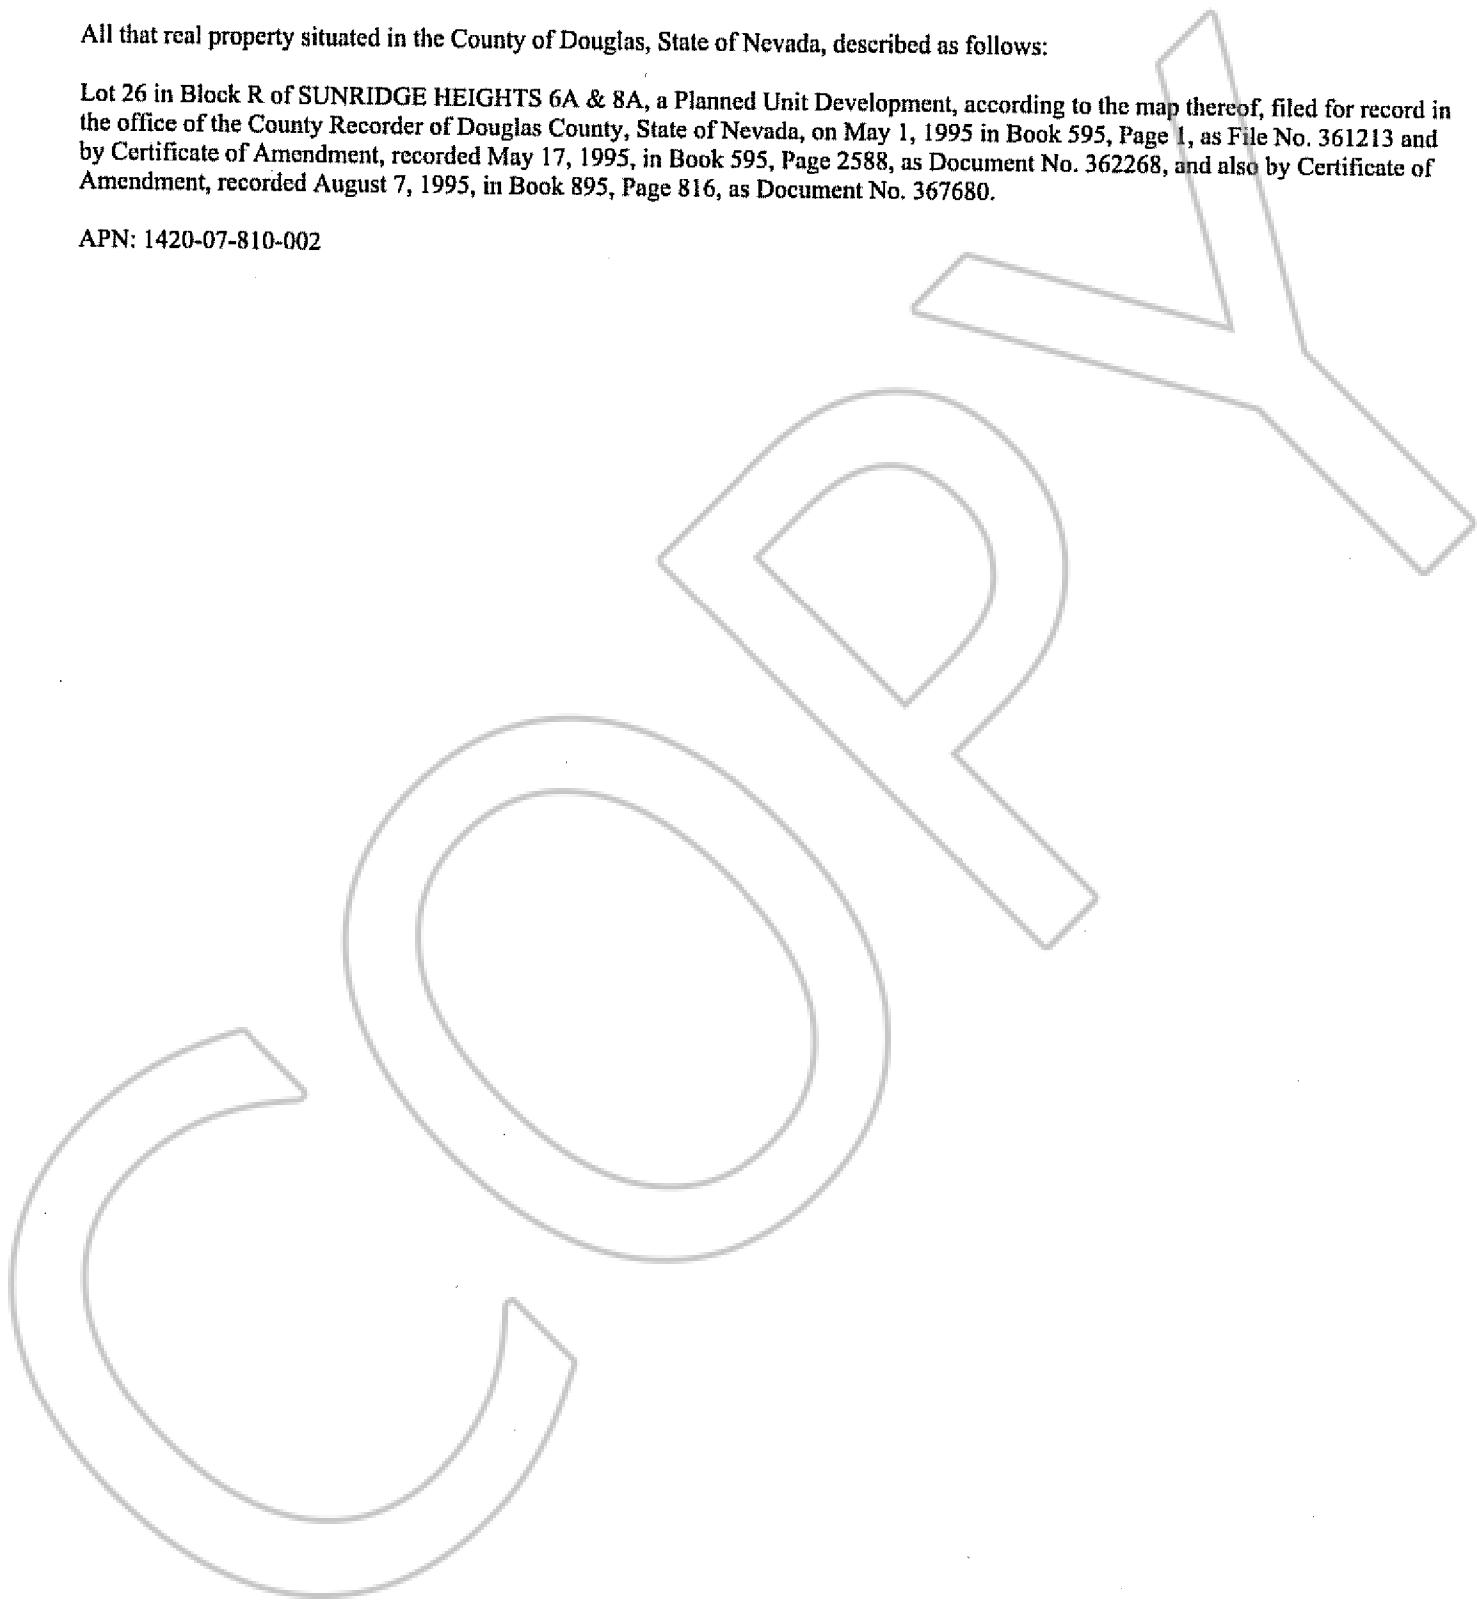 All that real property situated in the County of Douglas, State of Nevada, described as follows:
Lot 26 in Block R of SUNRIDGE HEIGHTS 6A & 8A, a Planned Unit Development, according to the map thereof, filed for record in
the office of the County Recorder of Douglas County, State of Nevada, on May 1, 1995 in Book 595, Page 1, as File No. 361213 and
by Certificate of Amendment, recorded May 17, 1995, in Book 595, Page 2588, as Document No. 362268, and also by Certificate of
Amendment, recorded August 7, 1995, in Book 895, Page 816, as Document No. 367680.
APN: 1420-07-810-002
COPY